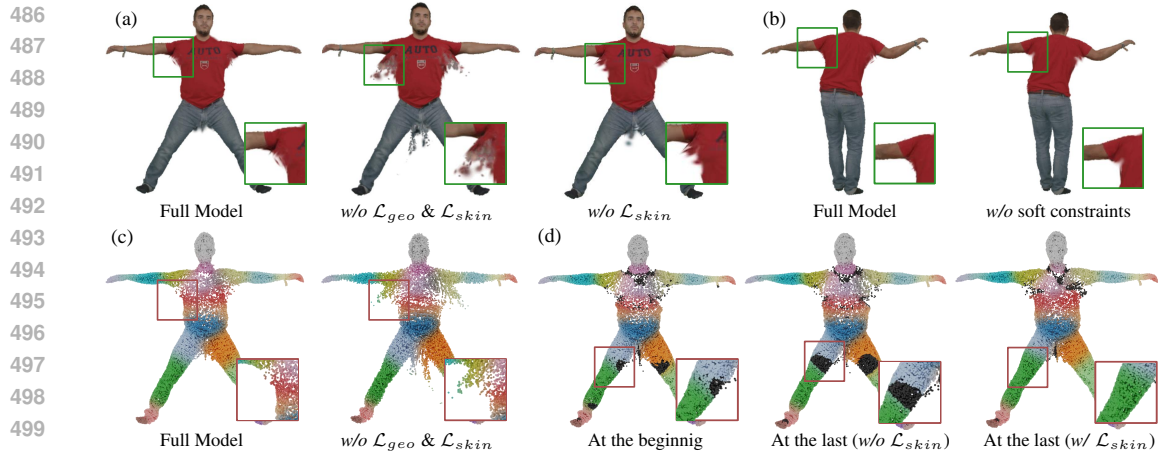 486
487
488
489
490
491
492
493
494
495
496
497
498
499
(a)
(b)
AUTO
AUTO
AUTO
Full Model
w/o L_geo & L_skin
w/o L_skin
Full Model
w/o soft constraints
(c)
(d)
Full Model
w/o L_geo & L_skin
At the beginnig
At the last (w/o L_skin)
At the last (w/ L_skin)